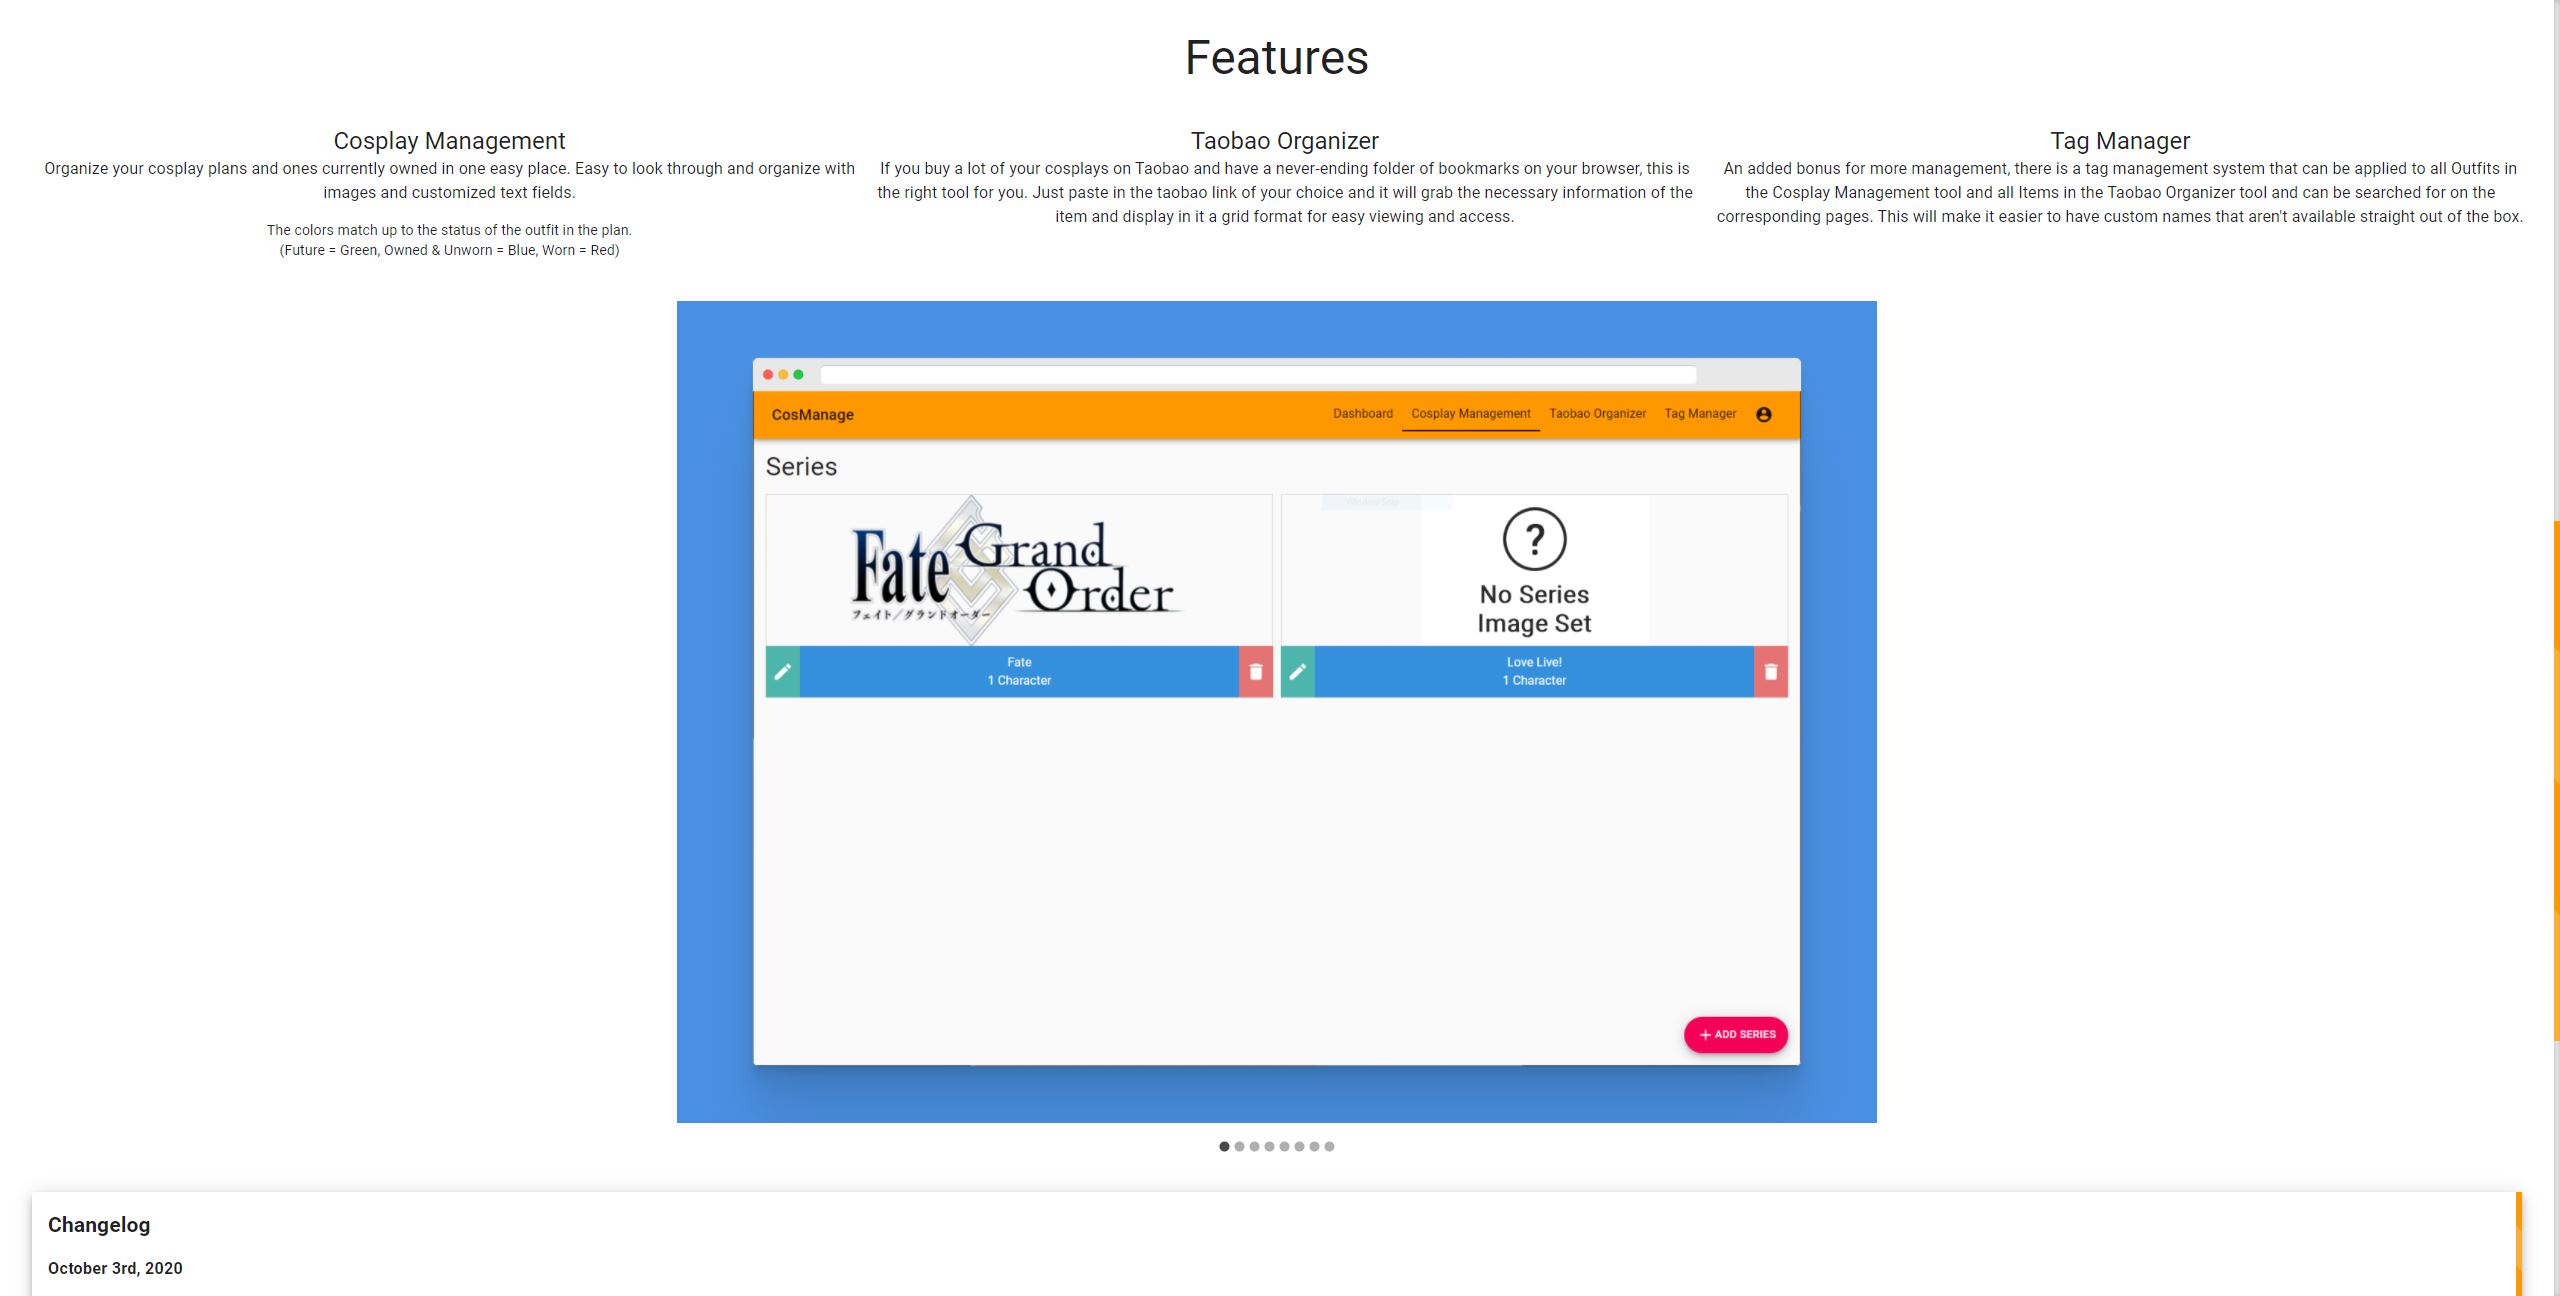 Features
Cosplay Management
Organize your cosplay plans and ones currently owned in one easy place. Easy to look through and organize with
images and customized text fields.
The colors match up to the status of the outfit in the plan.
(Future = Green, Owned & Unworn = Blue, Worn = Red)
Taobao Organizer
If you buy a lot of your cosplays on Taobao and have a never-ending folder of bookmarks on your browser, this is
the right tool for you. Just paste in the taobao link of your choice and it will grab the necessary information of the
item and display in it a grid format for easy viewing and access.
Tag Manager
An added bonus for more management, there is a tag management system that can be applied to all Outfits in
the Cosplay Management tool and all Items in the Taobao Organizer tool and can be searched for on the
corresponding pages. This will make it easier to have custom names that aren't available straight out of the box.
CosManage
Dashboard Cosplay Management Taobao Organizer Tag Manager
Series
Fate Grand
Order
フェイト／グランドオーダー
Window Snip
?
No Series
Image Set
Fate
1 Character
Love Live!
1 Character
+ ADD SERIES
Changelog
October 3rd, 2020